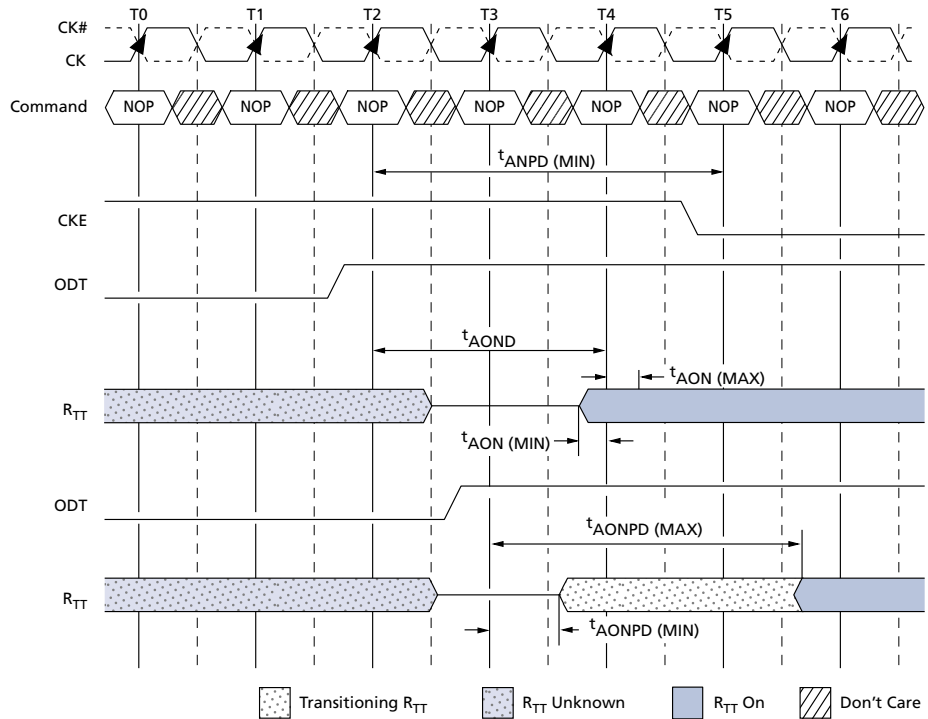 T0 T1 T2 T3 T4 T5 T6
CK#
CK
Command NOP NOP NOP NOP NOP NOP NOP
tANPD (MIN)
CKE
ODT
tAOND
tAON (MAX)
RTT
tAON (MIN)
ODT
tAONPD (MAX)
RTT
tAONPD (MIN)
Transitioning RTT RTT Unknown RTT On Don't Care